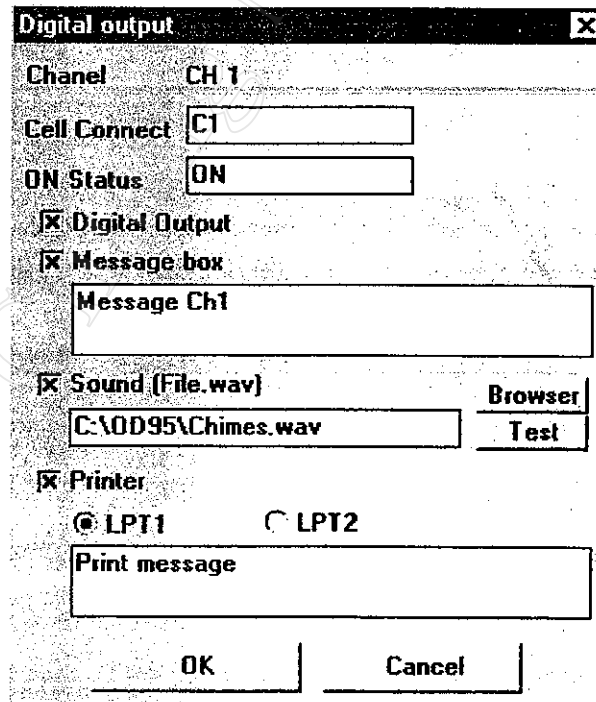 Digital output
Chanel CH 1
Cell Connect C1
ON Status ON
Digital Output
Message box
Message Ch1
Sound (File.wav)
Browser
C:\OD95\Chimes.wav
Test
Printer
LPT1 LPT2
Print message
OK Cancel